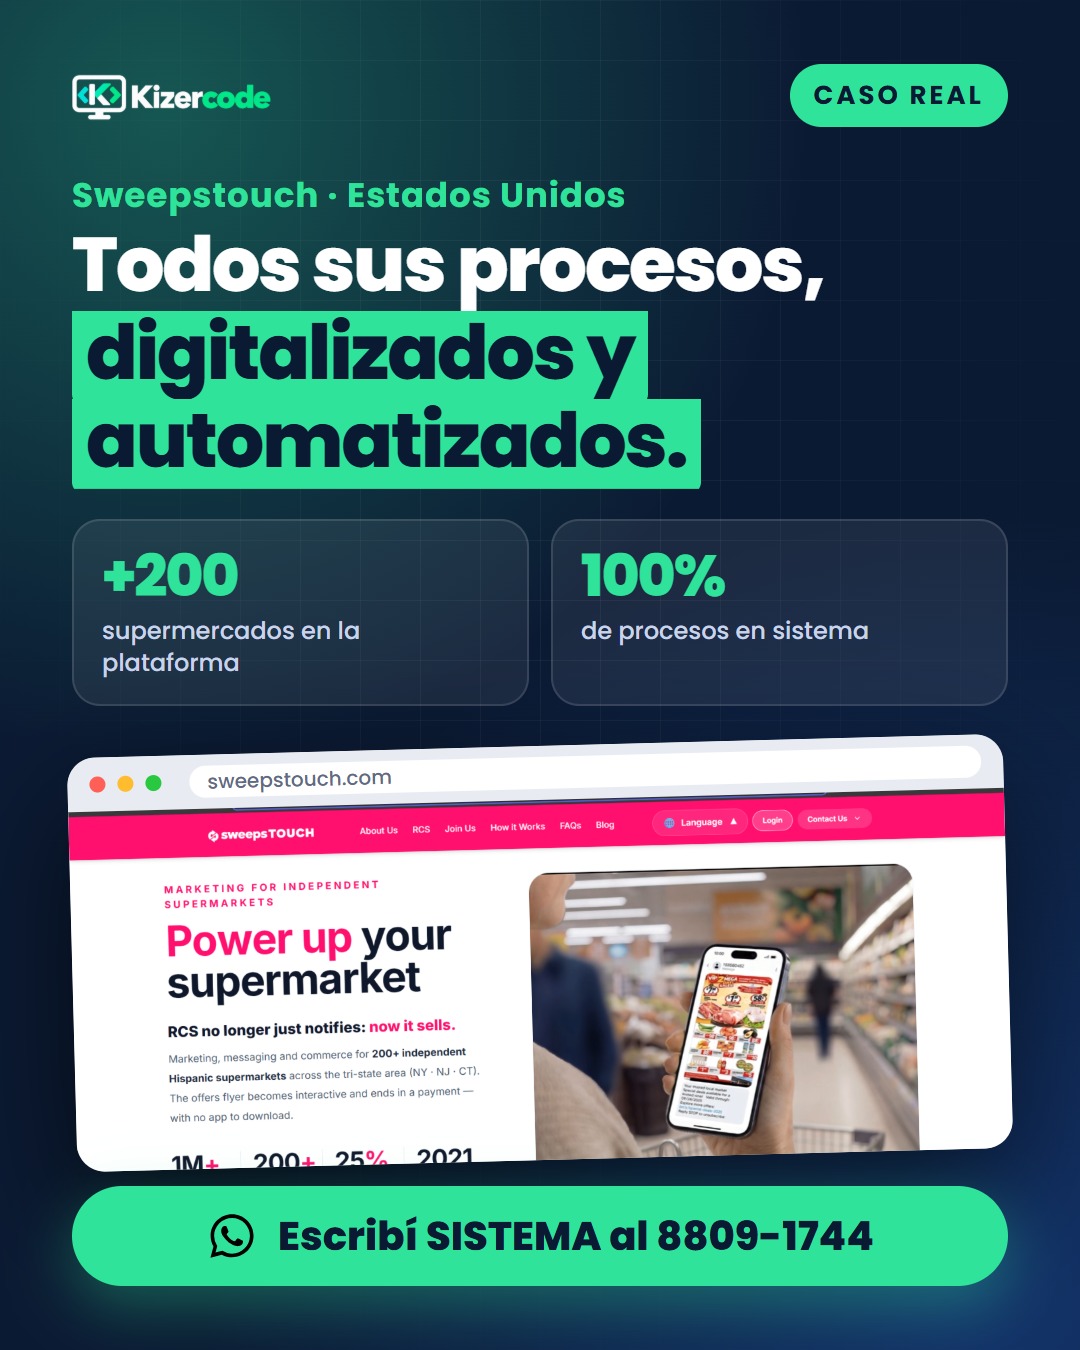 Kizercode
CASO REAL
Sweepstouch · Estados Unidos
Todos sus procesos,
digitalizados y
automatizados.
+200
supermercados en la
plataforma
100%
de procesos en sistema
sweepstouch.com
sweepsTOUCH
About Us
RCS
Join Us
How It Works
FAQs
Blog
Language
Login
Contact Us
MARKETING FOR INDEPENDENT
SUPERMARKETS
Power up your
supermarket
RCS no longer just notifies: now it sells.
Marketing, messaging and commerce for 200+ independent
Hispanic supermarkets across the tri-state area (NY · NJ · CT).
The offers flyer becomes interactive and ends in a payment —
with no app to download.
1M+
200+
25%
2021
Escribí SISTEMA al 8809-1744